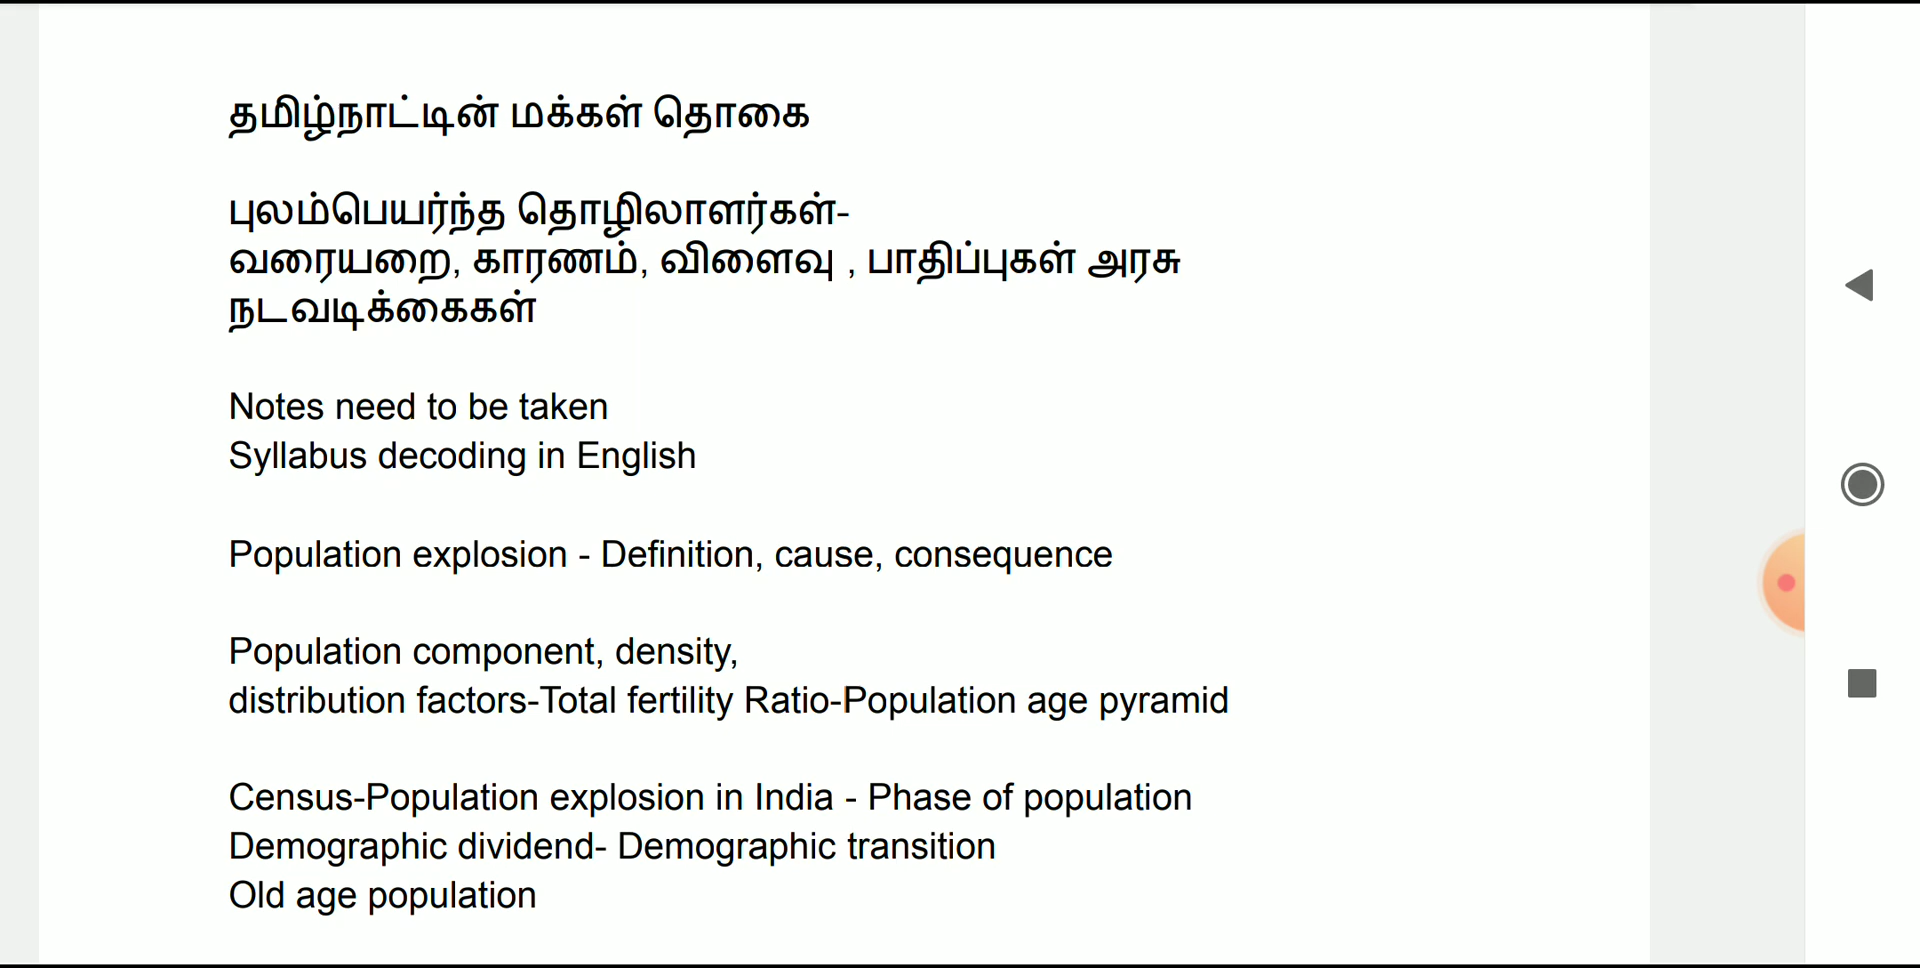 தமிழ்நாட்டின் மக்கள் தொகை
புலம்பெயர்ந்த தொழிலாளர்கள்-
வரையறை, காரணம், விளைவு , பாதிப்புகள் அரசு
நடவடிக்கைகள்
Notes need to be taken
Syllabus decoding in English
Population explosion - Definition, cause, consequence
Population component, density,
distribution factors-Total fertility Ratio-Population age pyramid
Census-Population explosion in India - Phase of population
Demographic dividend- Demographic transition
Old age population